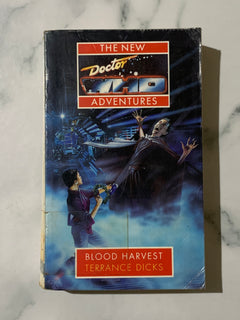 THE NEW
Doctor
WHO
ADVENTURES
BLOOD HARVEST
TERRANCE DICKS